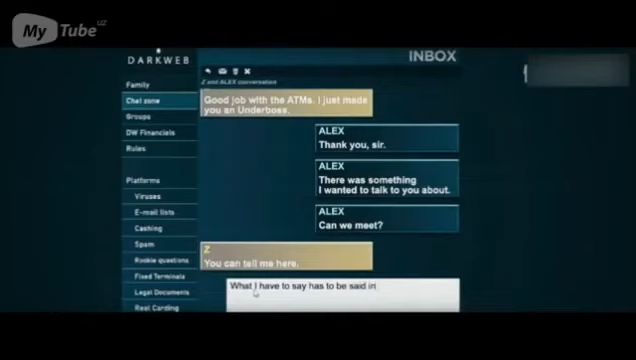 MyTube UZ
DARKWEB
INBOX
Z and ALEX conversation
Family
Chat zone
Groups
DW Financials
Rules
Platforms
Viruses
E-mail lists
Cashing
Spam
Rookie questions
Fixed Terminals
Legal Documents
Real Carding
Good job with the ATMs. I just made
you an Underboss.
ALEX
Thank you, sir.
ALEX
There was something
I wanted to talk to you about.
ALEX
Can we meet?
Z
You can tell me here.
What I have to say has to be said in